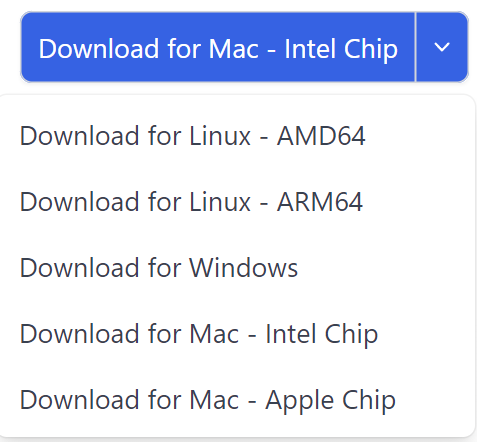 Download for Mac - Intel Chip
Download for Linux - AMD64
Download for Linux - ARM64
Download for Windows
Download for Mac - Intel Chip
Download for Mac - Apple Chip